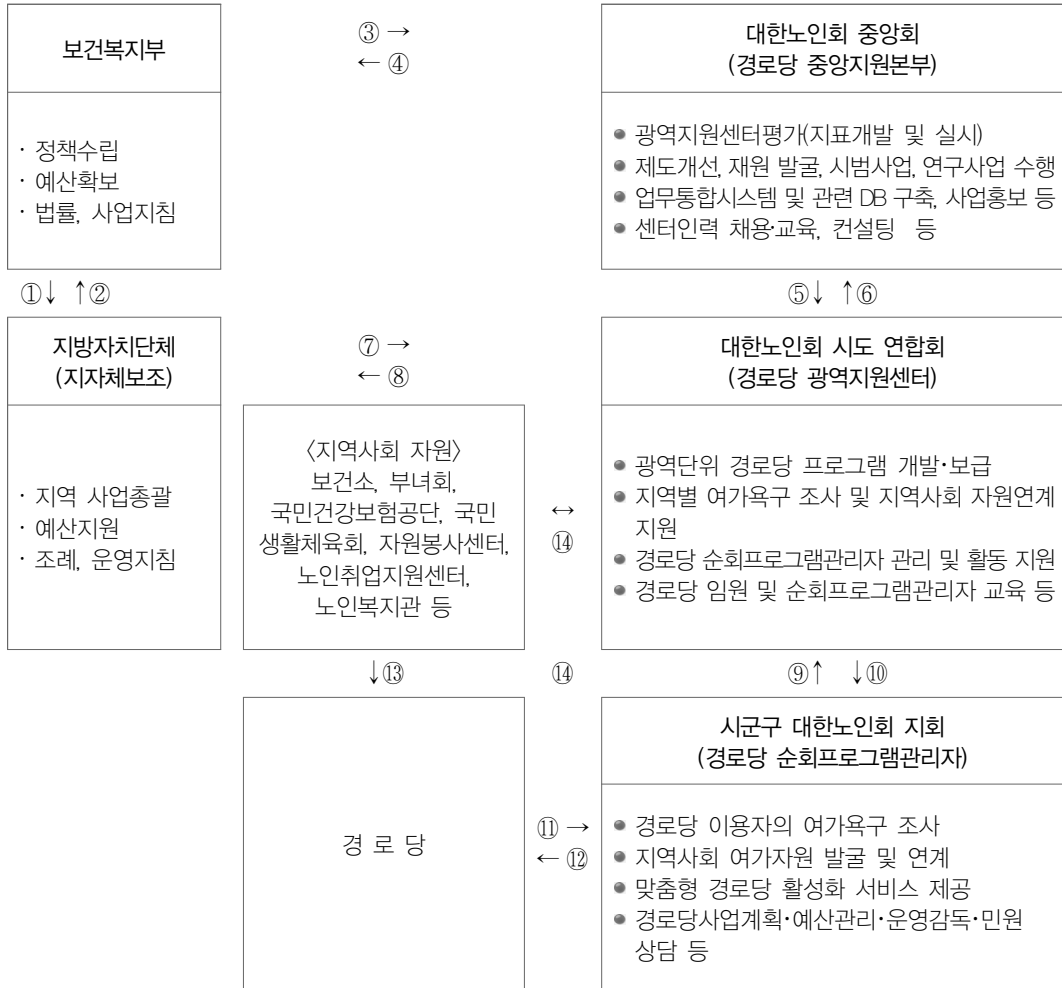 보건복지부
③ →
← ④
대한노인회 중앙회
(경로당 중앙지원본부)
· 정책수립
· 예산확보
· 법률, 사업지침
● 광역지원센터평가(지표개발 및 실시)
● 제도개선, 재원 발굴, 시범사업, 연구사업 수행
● 업무통합시스템 및 관련 DB 구축, 사업홍보 등
● 센터인력 채용·교육, 컨설팅 등
①↓ ↑②
⑤↓ ↑⑥
지방자치단체
(지자체보조)
⑦ →
← ⑧
대한노인회 시도 연합회
(경로당 광역지원센터)
· 지역 사업총괄
· 예산지원
· 조례, 운영지침
〈지역사회 자원〉
보건소, 부녀회,
국민건강보험공단, 국민
생활체육회, 자원봉사센터,
노인취업지원센터,
노인복지관 등
↔
⑭
● 광역단위 경로당 프로그램 개발·보급
● 지역별 여가욕구 조사 및 지역사회 자원연계
지원
● 경로당 순회프로그램관리자 관리 및 활동 지원
● 경로당 임원 및 순회프로그램관리자 교육 등
↓⑬
⑭
⑨↑ ↓⑩
경 로 당
⑪ →
← ⑫
시군구 대한노인회 지회
(경로당 순회프로그램관리자)
● 경로당 이용자의 여가욕구 조사
● 지역사회 여가자원 발굴 및 연계
● 맞춤형 경로당 활성화 서비스 제공
● 경로당사업계획·예산관리·운영감독·민원
상담 등